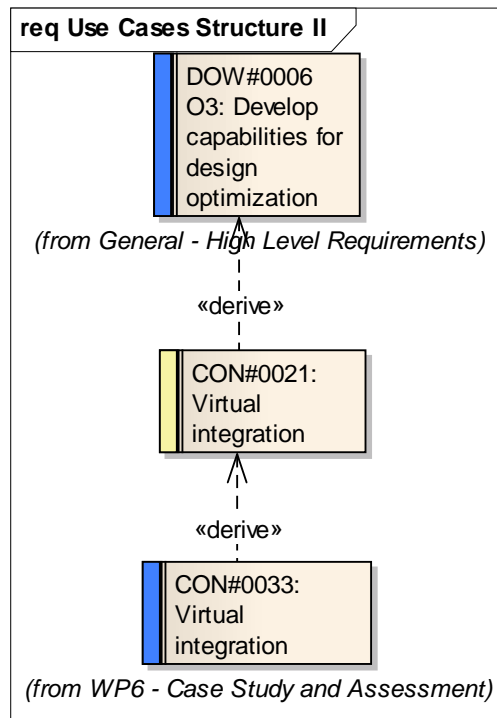 req Use Cases Structure II
DOW#0006
O3: Develop
capabilities for
design
optimization
(from General - High Level Requirements)
«derive»
CON#0021:
Virtual
integration
«derive»
CON#0033:
Virtual
integration
(from WP6 - Case Study and Assessment)